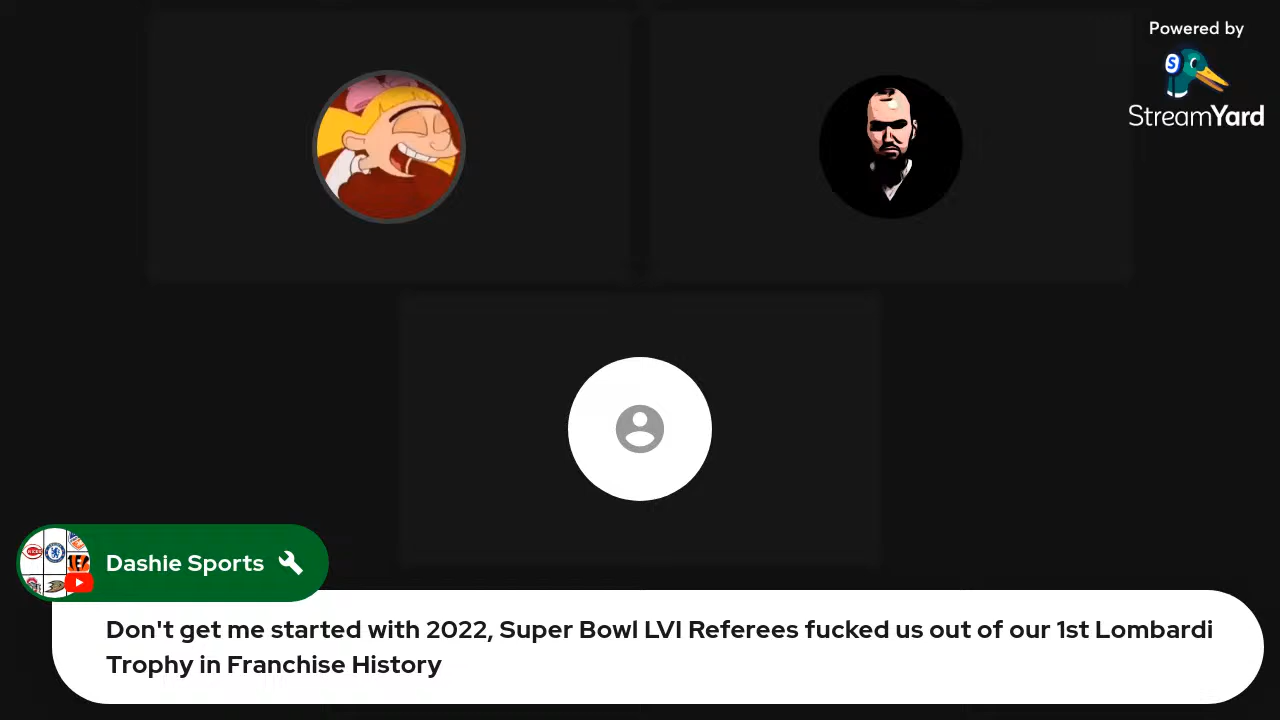 Powered by
S
StreamYard
REDS
Dashie Sports
Don't get me started with 2022, Super Bowl LVI Referees fucked us out of our 1st Lombardi
Trophy in Franchise History